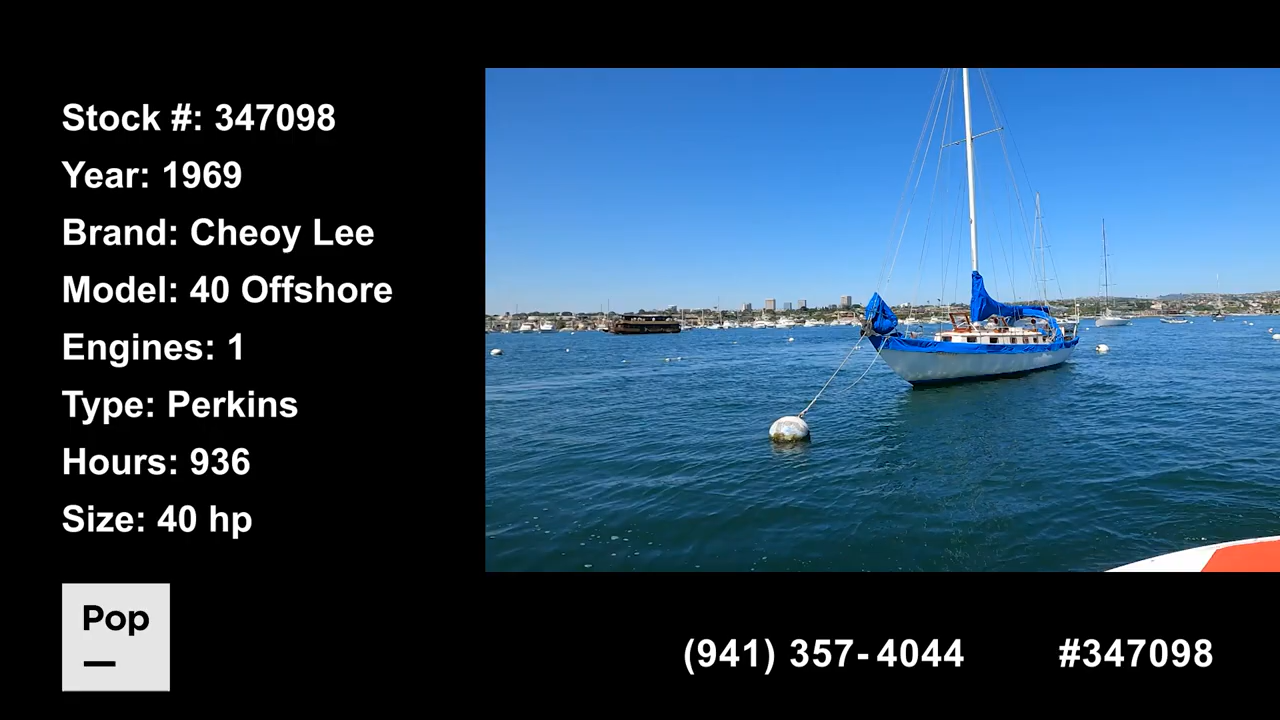 Stock #: 347098
Year: 1969
Brand: Cheoy Lee
Model: 40 Offshore
Engines: 1
Type: Perkins
Hours: 936
Size: 40 hp
Pop
(941) 357-4044 #347098